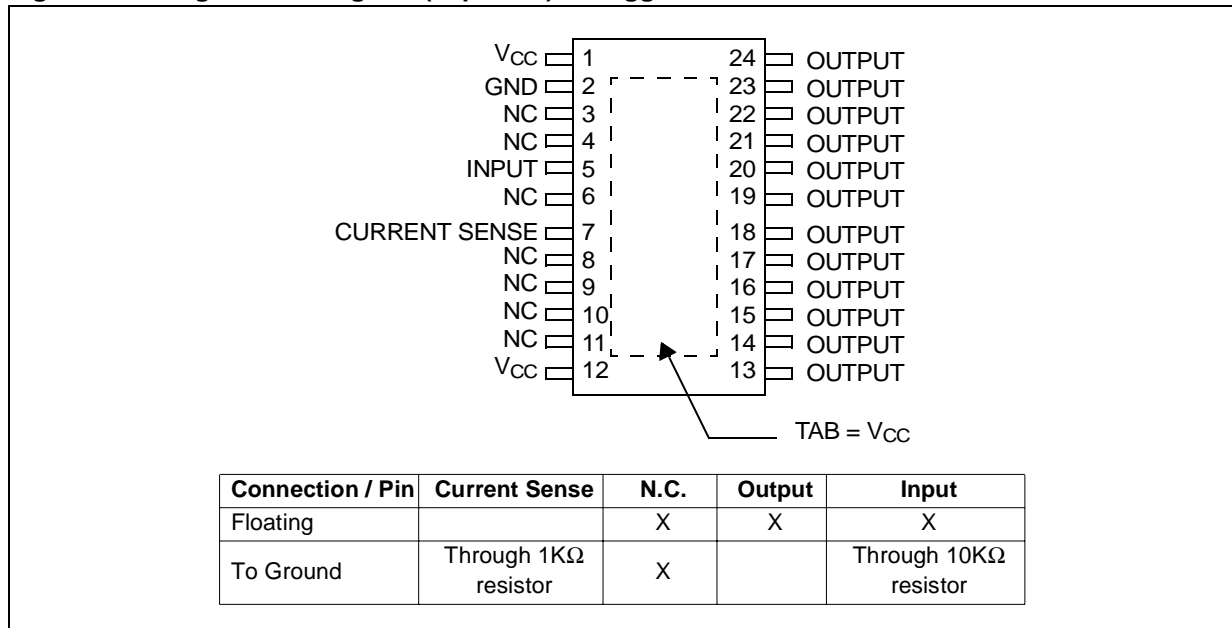 VCC 1 24 OUTPUT
GND 2 23 OUTPUT
NC 3 22 OUTPUT
NC 4 21 OUTPUT
INPUT 5 20 OUTPUT
NC 6 19 OUTPUT
CURRENT SENSE 7 18 OUTPUT
NC 8 17 OUTPUT
NC 9 16 OUTPUT
NC 10 15 OUTPUT
NC 11 14 OUTPUT
VCC 12 13 OUTPUT
TAB = VCC
Connection / Pin Current Sense N.C. Output Input
Floating X X X
To Ground Through 1KΩ resistor X Through 10KΩ resistor